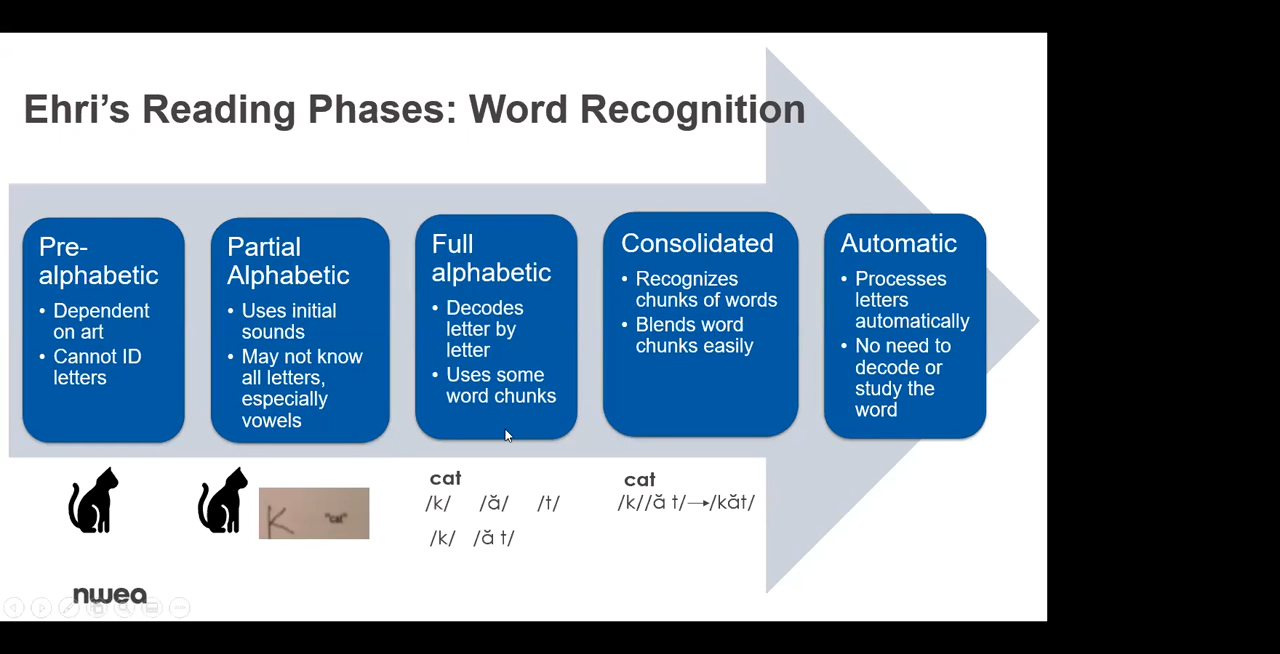 Ehri’s Reading Phases: Word Recognition
Pre-
alphabetic
• Dependent
on art
• Cannot ID
letters
Partial
Alphabetic
• Uses initial
sounds
• May not know
all letters,
especially
vowels
Full
alphabetic
• Decodes
letter by
letter
• Uses some
word chunks
Consolidated
• Recognizes
chunks of words
• Blends word
chunks easily
Automatic
• Processes
letters
automatically
• No need to
decode or
study the
word
K "cat"
cat
/k/ /ă/ /t/
/k/ /ă t/
cat
/k//ă t/→/kăt/
nwea